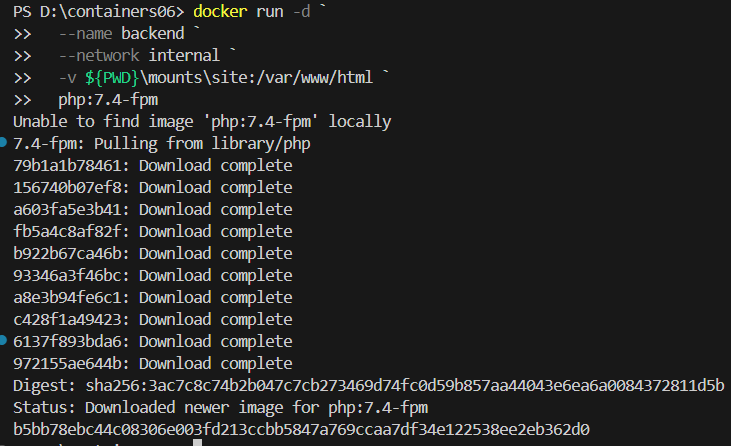 PS D:\containers06> docker run -d `
>>   --name backend `
>>   --network internal `
>>   -v ${PWD}\mounts\site:/var/www/html `
>>   php:7.4-fpm
Unable to find image 'php:7.4-fpm' locally
7.4-fpm: Pulling from library/php
79b1a1b78461: Download complete
156740b07ef8: Download complete
a603fa5e3b41: Download complete
fb5a4c8af82f: Download complete
b922b67ca46b: Download complete
93346a3f46bc: Download complete
a8e3b94fe6c1: Download complete
c428f1a49423: Download complete
6137f893bda6: Download complete
972155ae644b: Download complete
Digest: sha256:3ac7c8c74b2b047c7cb273469d74fc0d59b857aa44043e6ea6a0084372811d5b
Status: Downloaded newer image for php:7.4-fpm
b5bb78ebc44c08306e003fd213ccbb5847a769ccaa7df34e122538ee2eb362d0